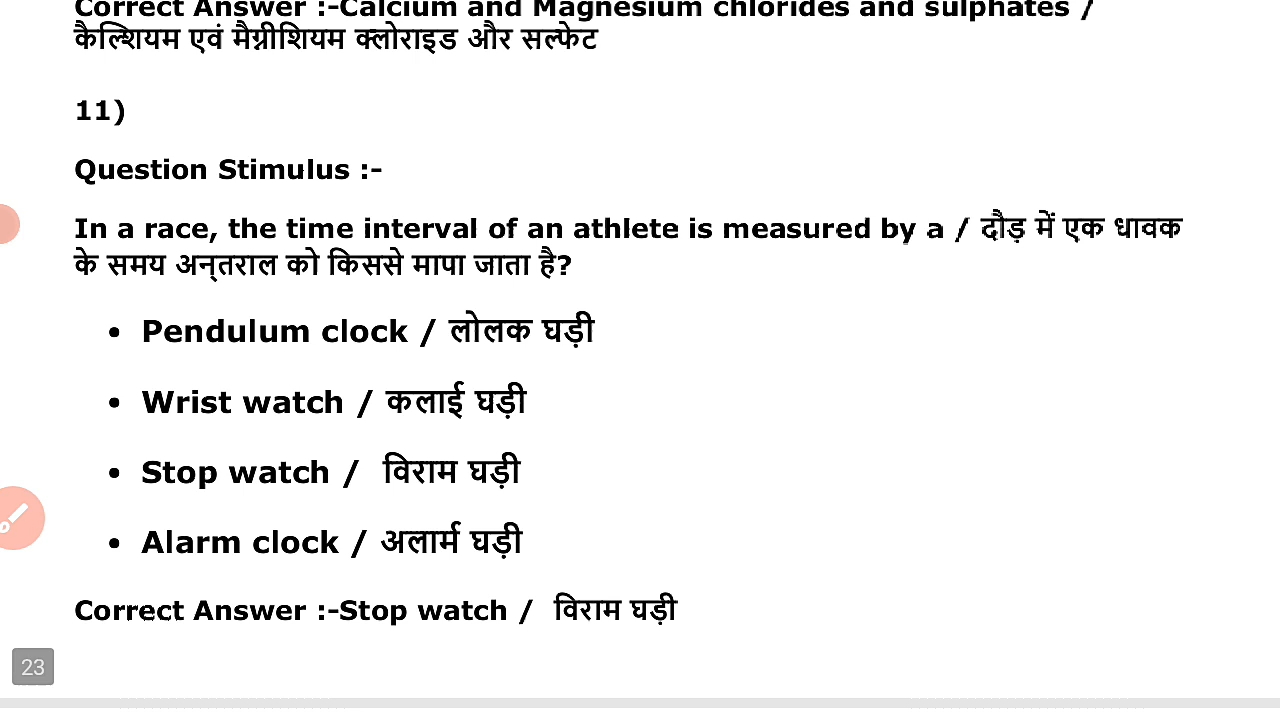 Correct Answer :-Calcium and Magnesium chlorides and sulphates /
कैल्शियम एवं मैग्नीशियम क्लोराइड और सल्फेट
11)
Question Stimulus :-
In a race, the time interval of an athlete is measured by a / दौड़ में एक धावक
के समय अन्तराल को किससे मापा जाता है?
• Pendulum clock / लोलक घड़ी
• Wrist watch / कलाई घड़ी
• Stop watch /  विराम घड़ी
• Alarm clock / अलार्म घड़ी
Correct Answer :-Stop watch /  विराम घड़ी
23